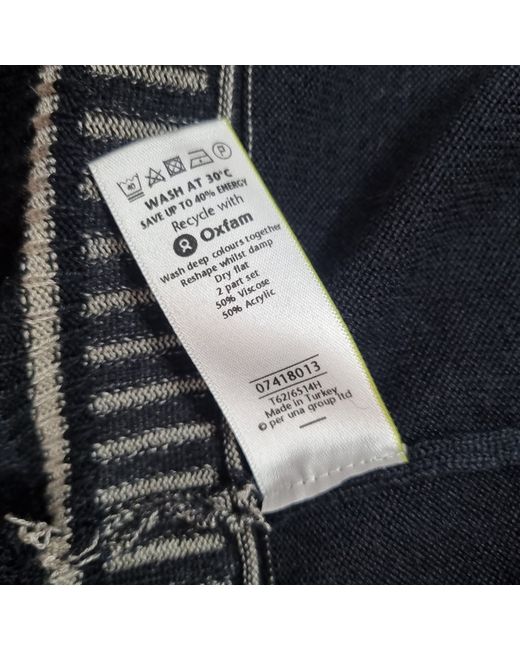 40 P
WASH AT 30°C
SAVE UP TO 40% ENERGY
Recycle with
Oxfam
Wash deep colours together
Reshape whilst damp
Dry flat
2 part set
50% Viscose
50% Acrylic
07418013
T62/6514H
Made in Turkey
© per una group ltd